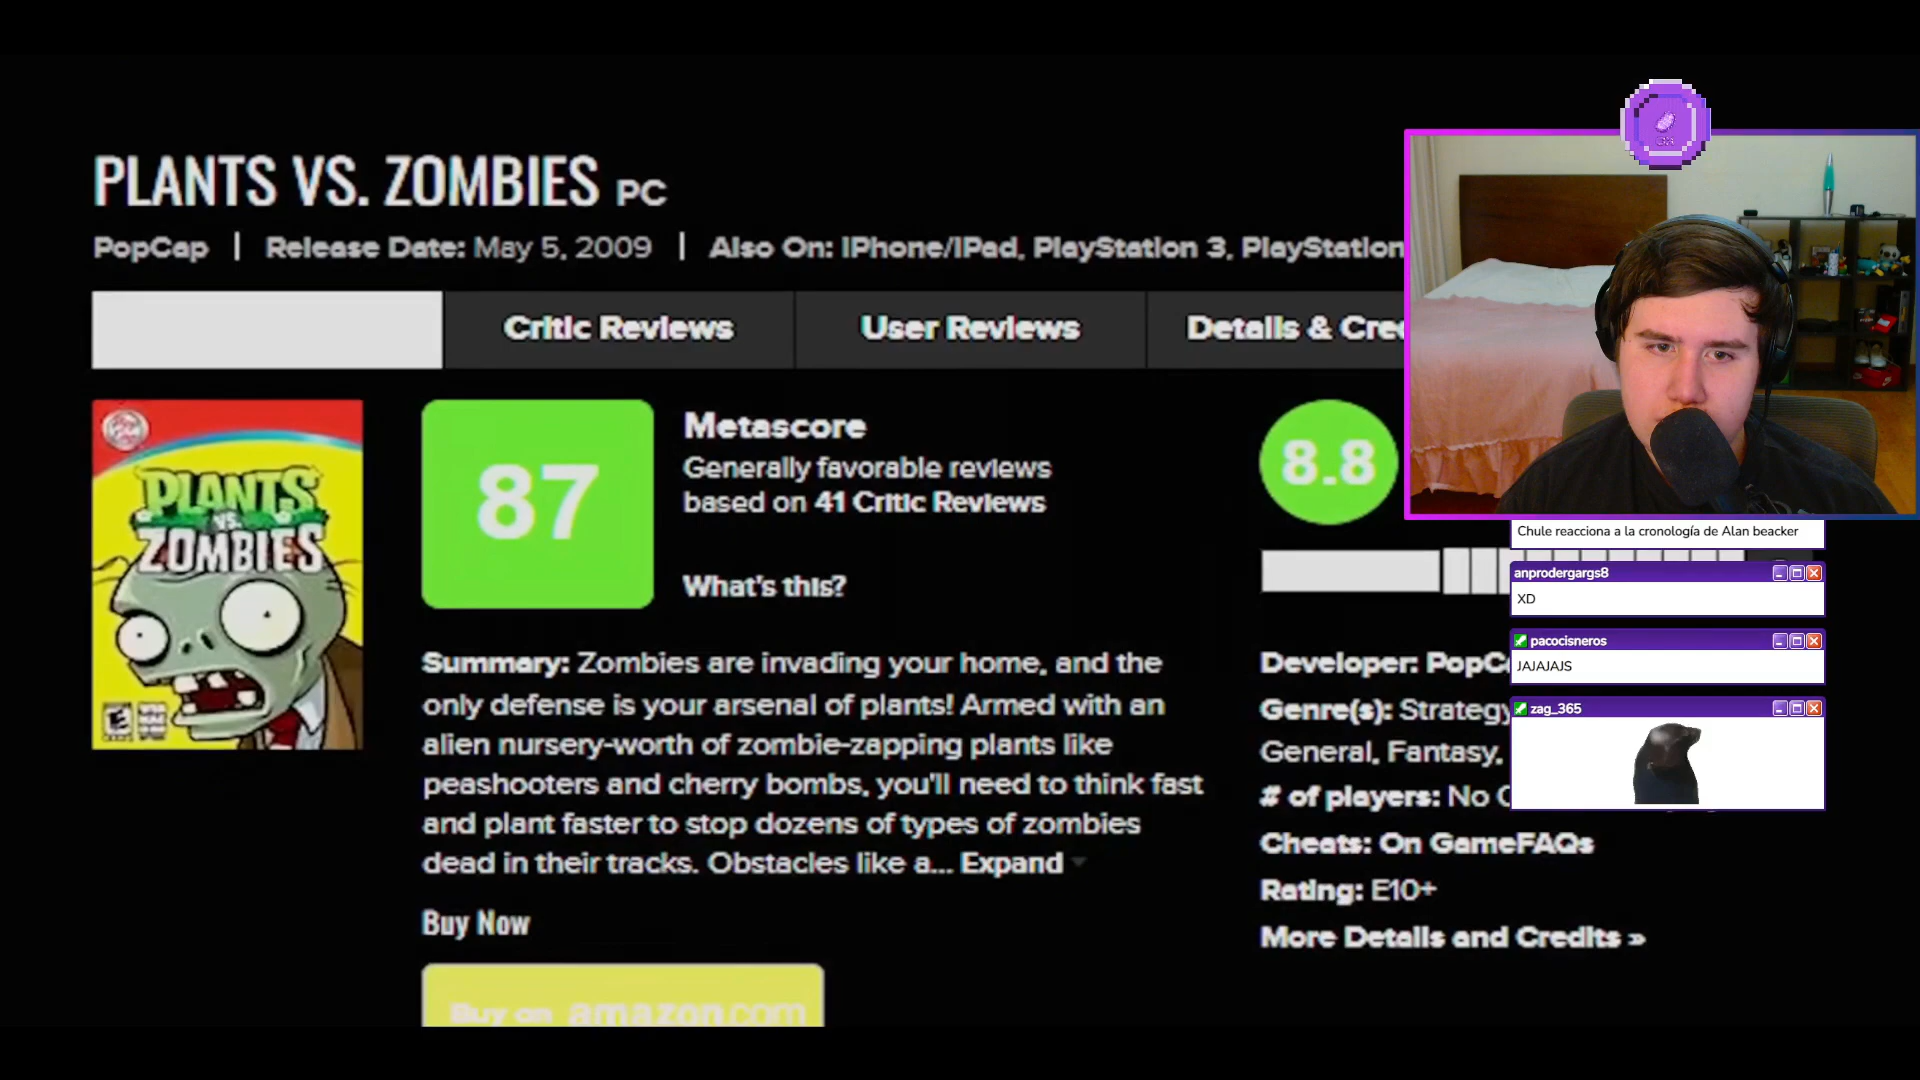 PLANTS VS. ZOMBIES PC
PopCap | Release Date: May 5, 2009 | Also On: iPhone/iPad, PlayStation 3, PlayStation
Critic Reviews
User Reviews
Details & Cre
PLANTS
VS.
ZOMBIES
E
87
Metascore
Generally favorable reviews
based on 41 Critic Reviews
What's this?
8.8
Summary: Zombies are invading your home, and the
only defense is your arsenal of plants! Armed with an
alien nursery-worth of zombie-zapping plants like
peashooters and cherry bombs, you'll need to think fast
and plant faster to stop dozens of types of zombies
dead in their tracks. Obstacles like a... Expand
Buy Now
Buy on amazon.com
Developer: PopC
Genre(s): Strategy
General, Fantasy,
# of players: No
Cheats: On GameFAQs
Rating: E10+
More Details and Credits »
Chule reacciona a la cronología de Alan beacker
anprodergargs8
XD
pacocisneros
JAJAJAJS
zag_365